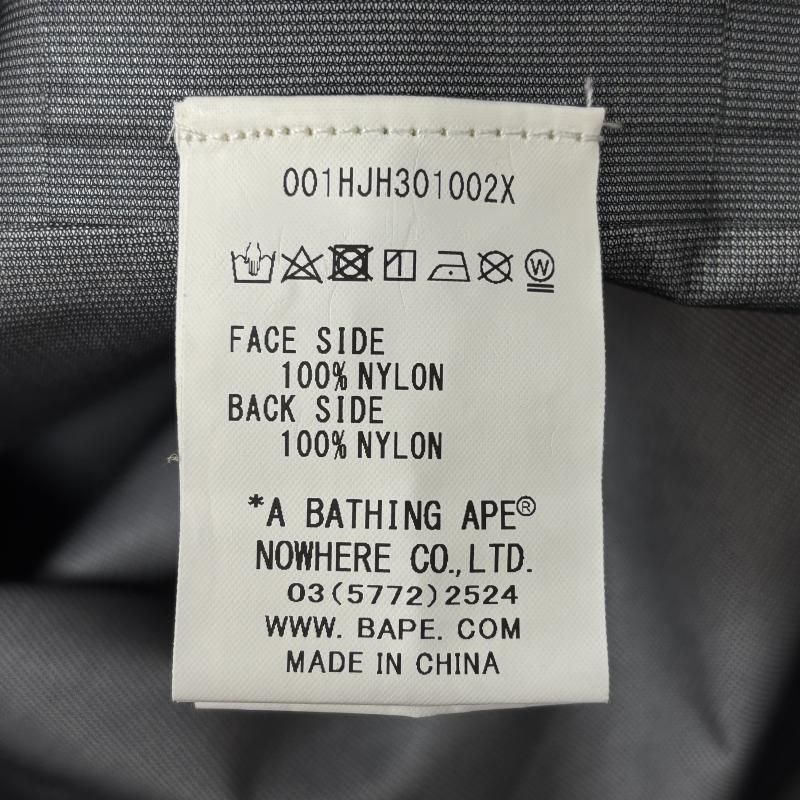 001HJH301002X
W
FACE SIDE
100% NYLON
BACK SIDE
100% NYLON
*A BATHING APE®
NOWHERE CO., LTD.
03(5772)2524
WWW. BAPE. COM
MADE IN CHINA